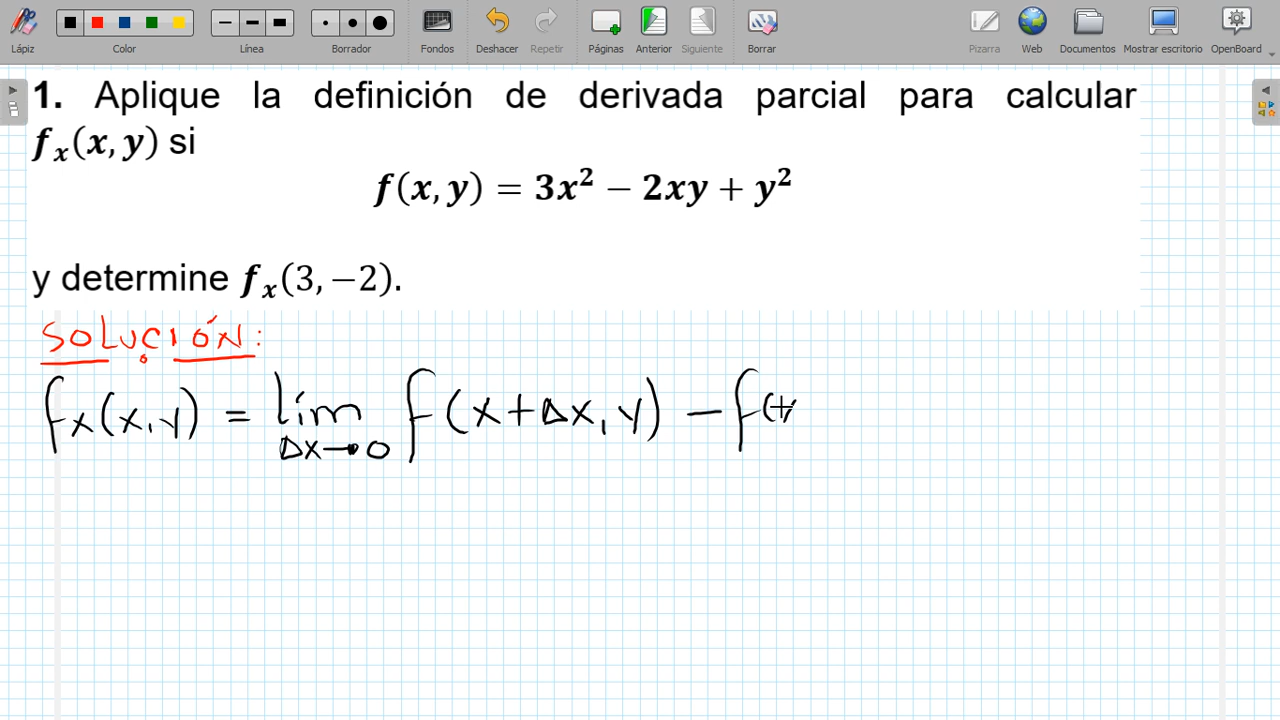 Lápiz Color Línea Borrador Fondos Deshacer Repetir Páginas Anterior Siguiente Borrar Pizarra Web Documentos Mostrar escritorio OpenBoard
1. Aplique la definición de derivada parcial para calcular
fₓ(x, y) si
f(x, y) = 3x² − 2xy + y²
y determine fₓ(3, −2).
SOLUCIÓN:
fx(x,y) = lím f(x+Δx, y) − f(
Δx→0